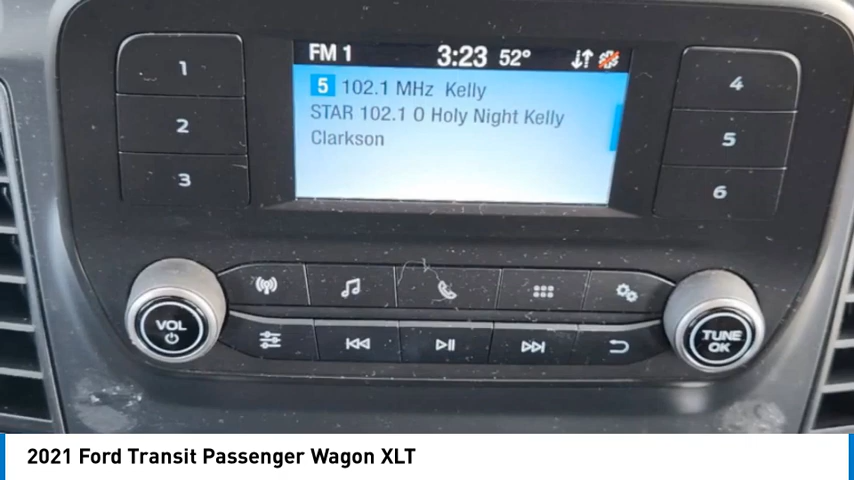 FM 1 3:23 52°
5 102.1 MHz Kelly
STAR 102.1 O Holy Night Kelly
Clarkson
1
2
3
4
5
6
VOL
TUNE
OK
2021 Ford Transit Passenger Wagon XLT